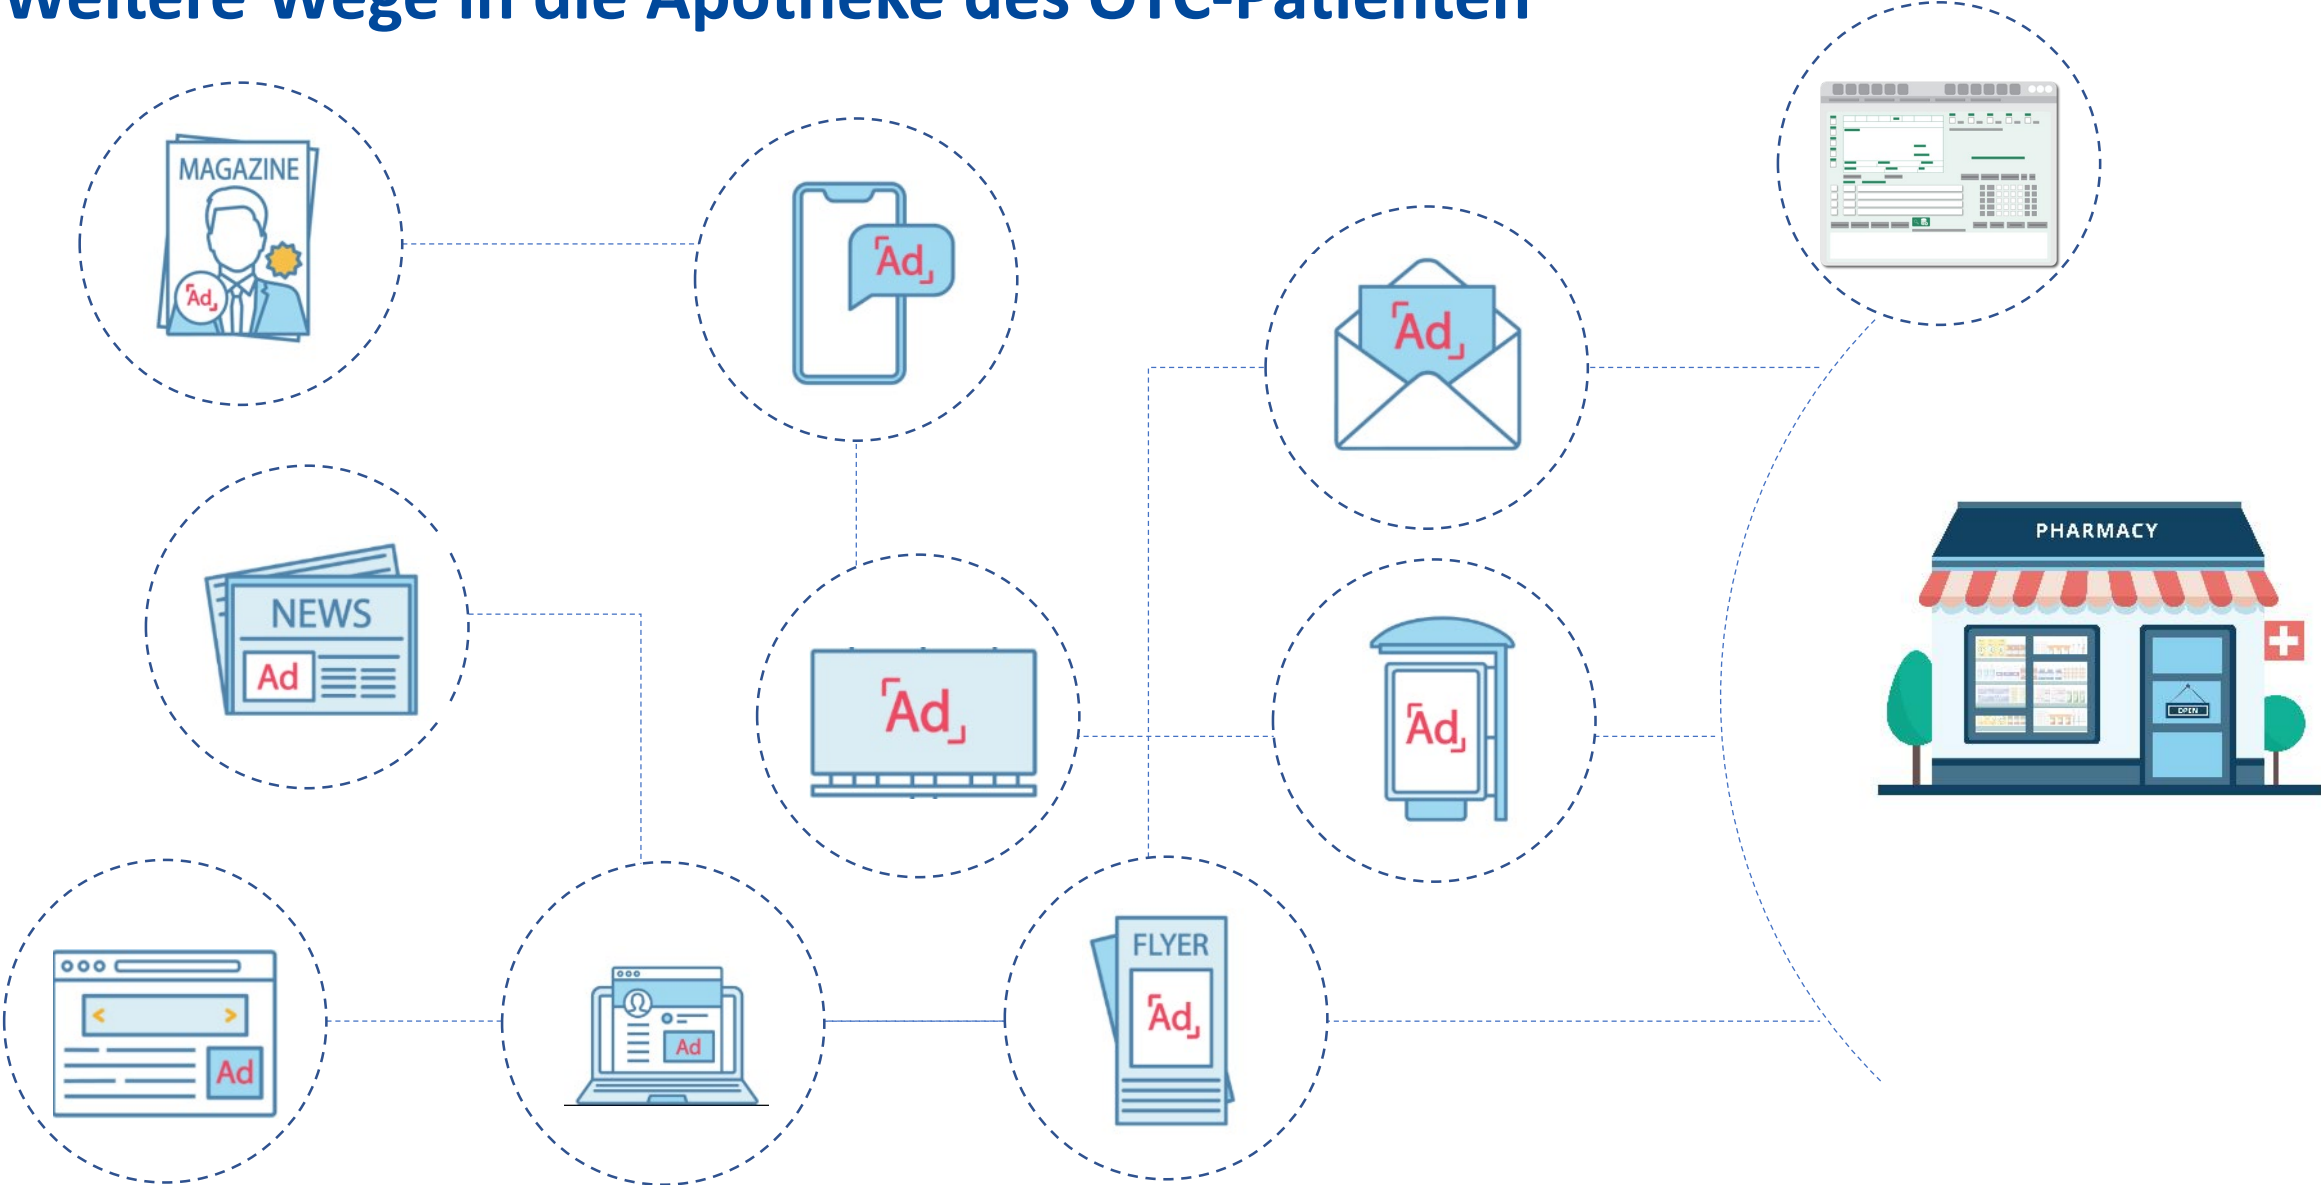 Weitere Wege in die Apotheke des OTC-Patienten
MAGAZINE
Ad
Ad
Ad
PHARMACY
NEWS
Ad
Ad
Ad
OPEN
FLYER
Ad
Ad
Ad